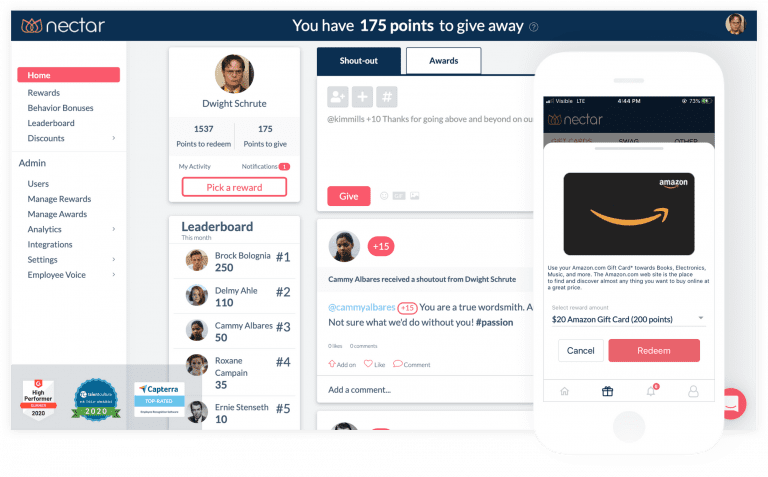 nectar
You have 175 points to give away ?
Home
Rewards
Behavior Bonuses
Leaderboard
Discounts
Admin
Users
Manage Rewards
Manage Awards
Analytics
Integrations
Settings
Employee Voice
High
Performer
SUMMER
2020
2020
Capterra
TOP RATED
Dwight Schrute
1537
175
Points to redeem
Points to give
My Activity
Notifications 1
Pick a reward
Leaderboard
This month
Brock Bolognia
250
#1
Delmy Ahle
110
#2
Cammy Albares
50
#3
Roxane
Campain
35
#4
Ernie Stenseth
10
#5
Shout-out
Awards
@kimmills +10 Thanks for going above and beyond on ou
Give
GIF
+15
Cammy Albares received a shoutout from Dwight Schrute
@cammyalbares +15 You are a true wordsmith. A
Not sure what we'd do without you! #passion
0 likes 0 comments
Add on
Like
Comment
Add a comment...
Visible LTE
4:44 PM
73%
nectar
GIFT CARDS
SWAG
OTHER
amazon
Use your Amazon.com Gift Card* towards Books, Electronics,
Music, and more. The Amazon.com web site is the place
to find and discover almost anything you want to buy online at
a great price.
Select reward amount
$20 Amazon Gift Card (200 points)
Cancel
Redeem